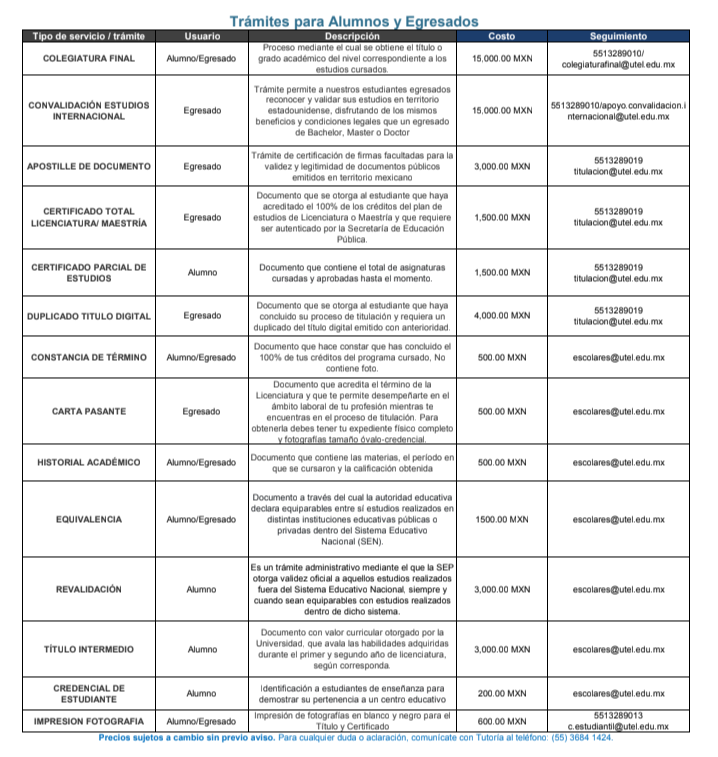 Trámites para Alumnos y Egresados
Tipo de servicio / trámite Usuario Descripción Costo Seguimiento
COLEGIATURA FINAL
Alumno/Egresado
Proceso mediante el cual se obtiene el título o
grado académico del nivel correspondiente a los
estudios cursados.
15,000.00 MXN
5513289010/
colegiaturafinal@utel.edu.mx
CONVALIDACIÓN ESTUDIOS
INTERNACIONAL
Egresado
Trámite permite a nuestros estudiantes egresados
reconocer y validar sus estudios en territorio
estadounidense, disfrutando de los mismos
beneficios y condiciones legales que un egresado
de Bachelor, Master o Doctor
15,000.00 MXN
5513289010/apoyo.convalidacion.i
nternacional@utel.edu.mx
APOSTILLE DE DOCUMENTO
Egresado
Trámite de certificación de firmas facultadas para la
validez y legitimidad de documentos públicos
emitidos en territorio mexicano
3,000.00 MXN
5513289019
titulacion@utel.edu.mx
CERTIFICADO TOTAL
LICENCIATURA/ MAESTRÍA
Egresado
Documento que se otorga al estudiante que haya
acreditado el 100% de los créditos del plan de
estudios de Licenciatura o Maestría y que requiere
ser autenticado por la Secretaría de Educación
Pública.
1,500.00 MXN
5513289019
titulacion@utel.edu.mx
CERTIFICADO PARCIAL DE
ESTUDIOS
Alumno
Documento que contiene el total de asignaturas
cursadas y aprobadas hasta el momento.
1,500.00 MXN
5513289019
titulacion@utel.edu.mx
DUPLICADO TITULO DIGITAL
Egresado
Documento que se otorga al estudiante que haya
concluido su proceso de titulación y requiera un
duplicado del título digital emitido con anterioridad.
4,000.00 MXN
5513289019
titulacion@utel.edu.mx
CONSTANCIA DE TÉRMINO
Alumno/Egresado
Documento que hace constar que has concluido el
100% de tus créditos del programa cursado, No
contiene foto.
500.00 MXN
escolares@utel.edu.mx
CARTA PASANTE
Egresado
Documento que acredita el término de la
Licenciatura y que te permite desempeñarte en el
ámbito laboral de tu profesión mientras te
encuentras en el proceso de titulación. Para
obtenerla debes tener tu expediente físico completo
y fotografías tamaño óvalo-credencial.
500.00 MXN
escolares@utel.edu.mx
HISTORIAL ACADÉMICO
Alumno/Egresado
Documento que contiene las materias, el período en
que se cursaron y la calificación obtenida
500.00 MXN
escolares@utel.edu.mx
EQUIVALENCIA
Alumno/Egresado
Documento a través del cual la autoridad educativa
declara equiparables entre sí estudios realizados en
distintas instituciones educativas públicas o
privadas dentro del Sistema Educativo
Nacional (SEN).
1500.00 MXN
escolares@utel.edu.mx
REVALIDACIÓN
Alumno
Es un trámite administrativo mediante el que la SEP
otorga validez oficial a aquellos estudios realizados
fuera del Sistema Educativo Nacional, siempre y
cuando sean equiparables con estudios realizados
dentro de dicho sistema.
3,000.00 MXN
escolares@utel.edu.mx
TÍTULO INTERMEDIO
Alumno
Documento con valor curricular otorgado por la
Universidad, que avala las habilidades adquiridas
durante el primer y segundo año de licenciatura,
según corresponda.
3,000.00 MXN
escolares@utel.edu.mx
CREDENCIAL DE
ESTUDIANTE
Alumno
Identificación a estudiantes de enseñanza para
demostrar su pertenencia a un centro educativo
200.00 MXN
escolares@utel.edu.mx
IMPRESION FOTOGRAFIA
Alumno/Egresado
Impresión de fotografías en blanco y negro para el
Título y Certificado
600.00 MXN
5513289013
c.estudiantil@utel.edu.mx
Precios sujetos a cambio sin previo aviso. Para cualquier duda o aclaración, comunícate con Tutoría al teléfono: (55) 3684 1424.